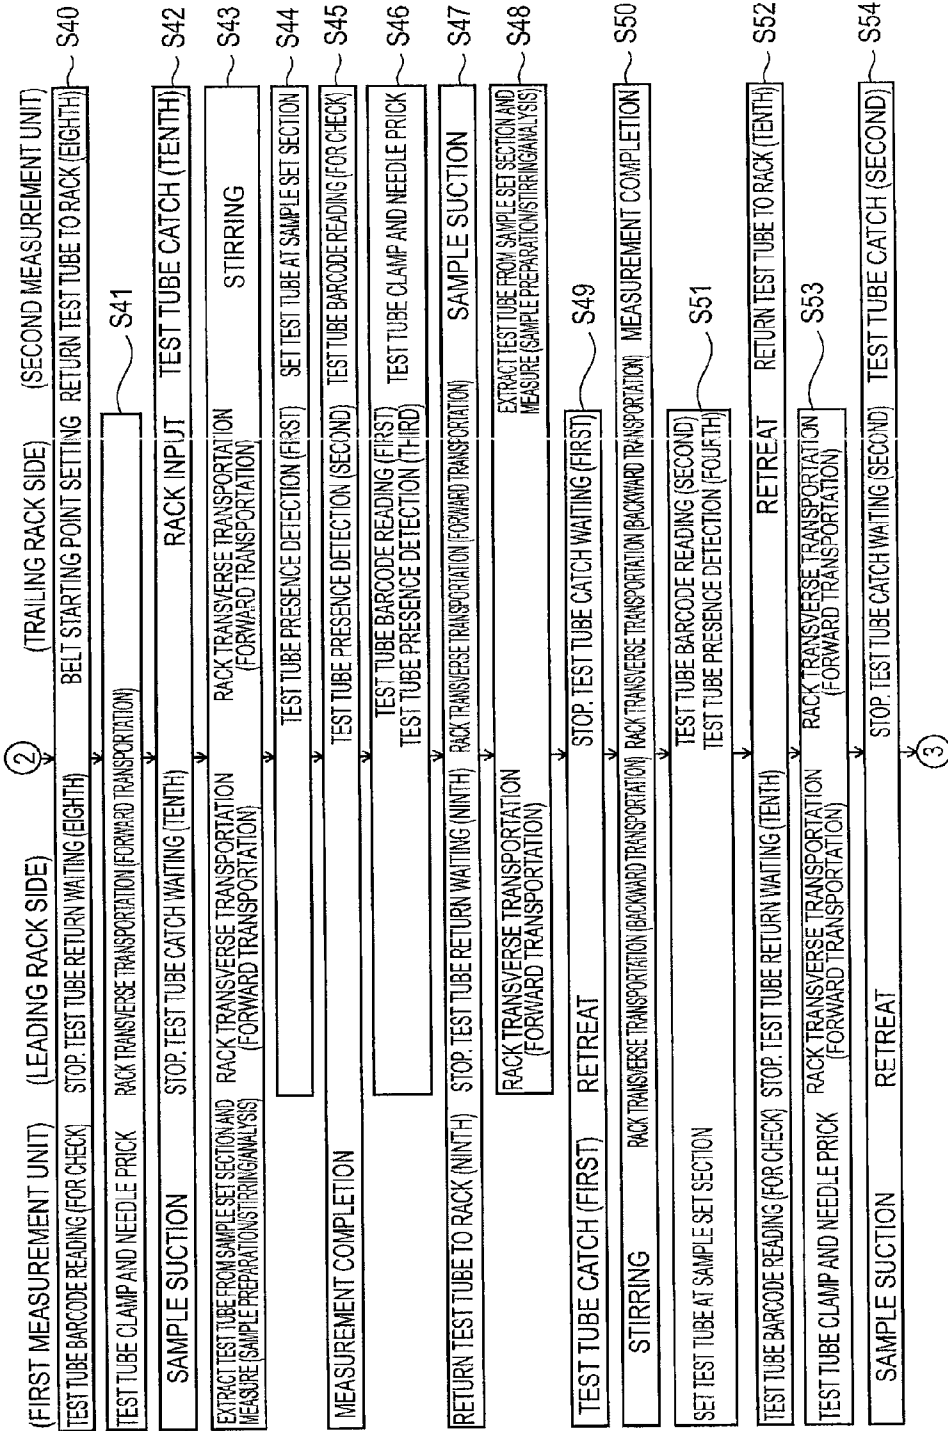 (FIRST MEASUREMENT UNIT)
(LEADING RACK SIDE)
(TRAILING RACK SIDE)
(SECOND MEASUREMENT UNIT)
2
TEST TUBE BARCODE READING (FOR CHECK)
STOP. TEST TUBE RETURN WAITING (EIGHTH)
BELT STARTING POINT SETTING
RETURN TEST TUBE TO RACK (EIGHTH)
S40
TEST TUBE CLAMP AND NEEDLE PRICK
RACK TRANSVERSE TRANSPORTATION (FORWARD TRANSPORTATION)
S41
SAMPLE SUCTION
STOP. TEST TUBE CATCH WAITING (TENTH)
RACK INPUT
TEST TUBE CATCH (TENTH)
S42
EXTRACT TEST TUBE FROM SAMPLE SET SECTION AND
MEASURE (SAMPLE PREPARATION/STIRRING/ANALYSIS)
RACK TRANSVERSE TRANSPORTATION
(FORWARD TRANSPORTATION)
RACK TRANSVERSE TRANSPORTATION
(FORWARD TRANSPORTATION)
STIRRING
S43
TEST TUBE PRESENCE DETECTION (FIRST)
SET TEST TUBE AT SAMPLE SET SECTION
S44
MEASUREMENT COMPLETION
TEST TUBE PRESENCE DETECTION (SECOND)
TEST TUBE BARCODE READING (FOR CHECK)
S45
TEST TUBE BARCODE READING (FIRST)
TEST TUBE PRESENCE DETECTION (THIRD)
TEST TUBE CLAMP AND NEEDLE PRICK
S46
RETURN TEST TUBE TO RACK (NINTH)
STOP. TEST TUBE RETURN WAITING (NINTH)
RACK TRANSVERSE TRANSPORTATION (FORWARD TRANSPORTATION)
SAMPLE SUCTION
S47
RACK TRANSVERSE TRANSPORTATION
(FORWARD TRANSPORTATION)
EXTRACT TEST TUBE FROM SAMPLE SET SECTION AND
MEASURE (SAMPLE PREPARATION/STIRRING/ANALYSIS)
S48
TEST TUBE CATCH (FIRST)
RETREAT
STOP. TEST TUBE CATCH WAITING (FIRST)
S49
STIRRING
RACK TRANSVERSE TRANSPORTATION (BACKWARD TRANSPORTATION)
RACK TRANSVERSE TRANSPORTATION (BACKWARD TRANSPORTATION)
MEASUREMENT COMPLETION
S50
SET TEST TUBE AT SAMPLE SET SECTION
TEST TUBE BARCODE READING (SECOND)
TEST TUBE PRESENCE DETECTION (FOURTH)
S51
TEST TUBE BARCODE READING (FOR CHECK)
STOP. TEST TUBE RETURN WAITING (TENTH)
RETREAT
RETURN TEST TUBE TO RACK (TENTH)
S52
TEST TUBE CLAMP AND NEEDLE PRICK
RACK TRANSVERSE TRANSPORTATION
(FORWARD TRANSPORTATION)
RACK TRANSVERSE TRANSPORTATION
(FORWARD TRANSPORTATION)
S53
SAMPLE SUCTION
RETREAT
STOP. TEST TUBE CATCH WAITING (SECOND)
TEST TUBE CATCH (SECOND)
S54
3